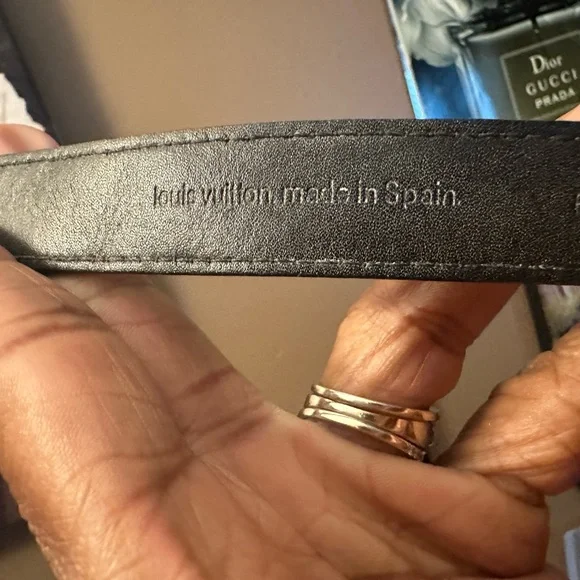 Dior
GUCCI
PRADA
louis vuitton. made in Spain.